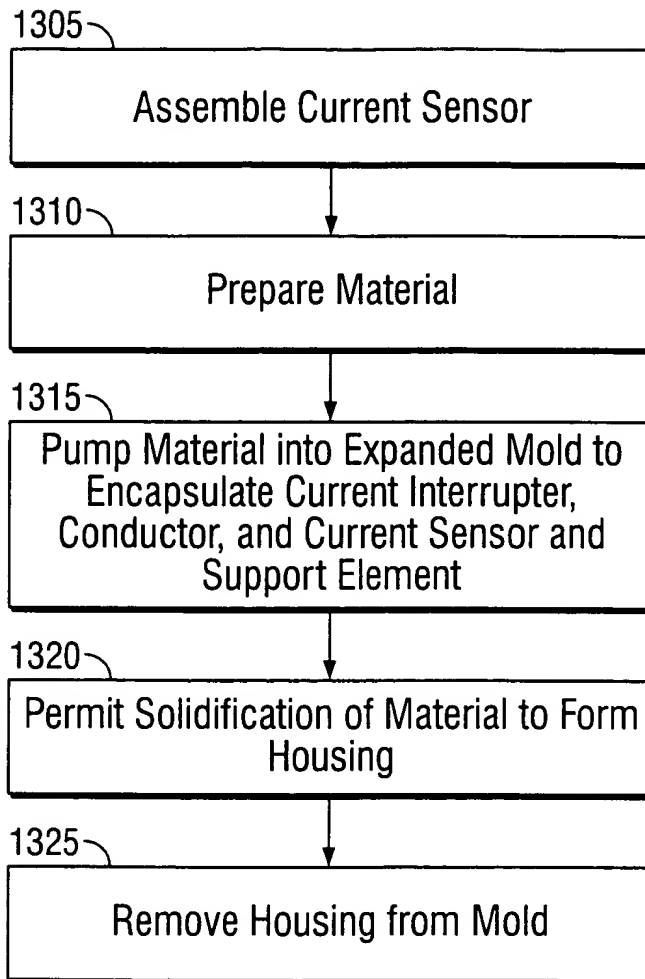 1305
Assemble Current Sensor
1310
Prepare Material
1315
Pump Material into Expanded Mold to
Encapsulate Current Interrupter,
Conductor, and Current Sensor and
Support Element
1320
Permit Solidification of Material to Form
Housing
1325
Remove Housing from Mold